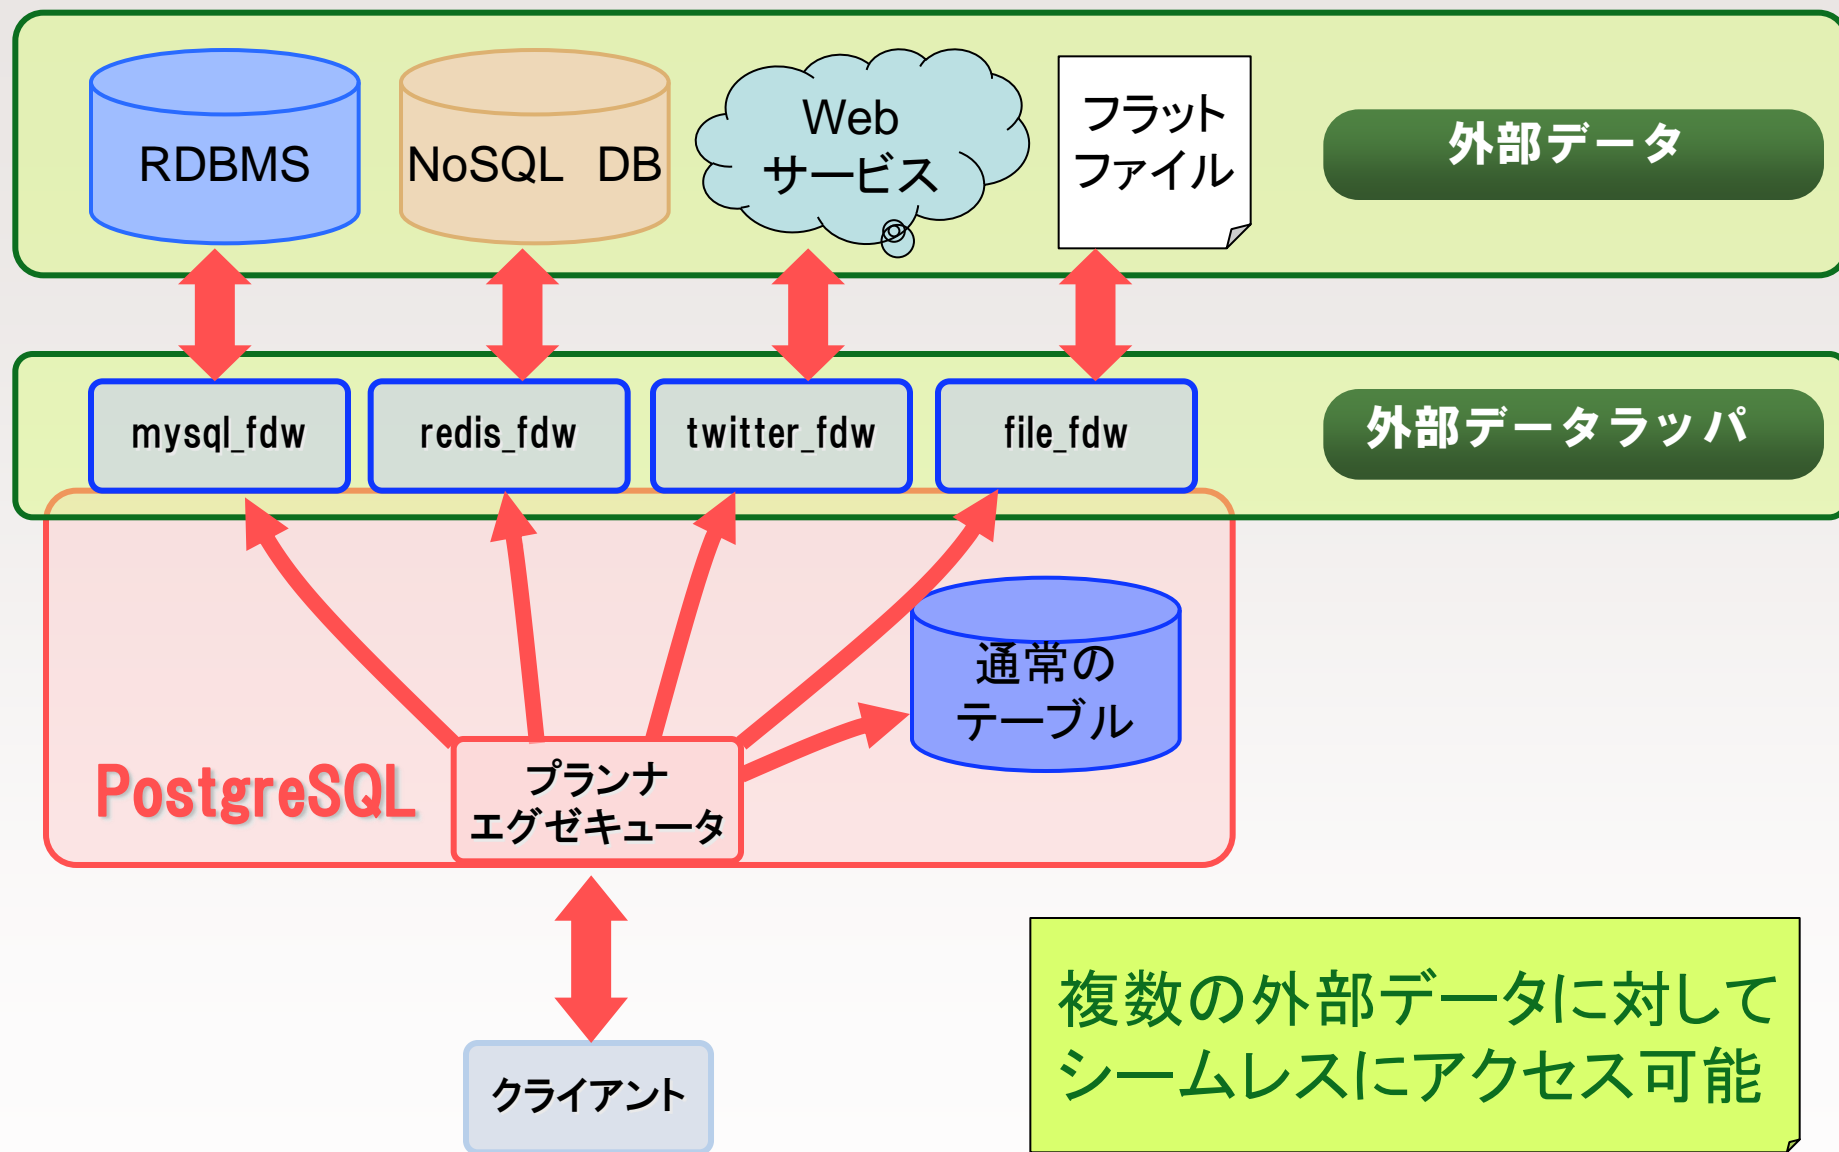 RDBMS
NoSQL DB
Web
サービス
フラット
ファイル
外部データ
mysql_fdw
redis_fdw
twitter_fdw
file_fdw
外部データラッパ
通常の
テーブル
PostgreSQL
プランナ
エグゼキュータ
クライアント
複数の外部データに対して
シームレスにアクセス可能